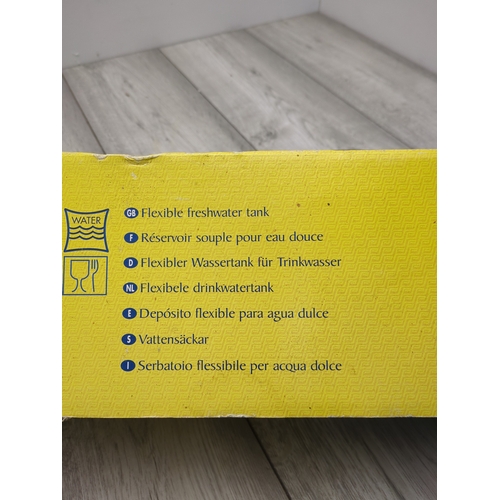 WATER
GB Flexible freshwater tank
F Réservoir souple pour eau douce
D Flexibler Wassertank für Trinkwasser
NL Flexibele drinkwatertank
E Depósito flexible para agua dulce
S Vattensäckar
I Serbatoio flessibile per acqua dolce